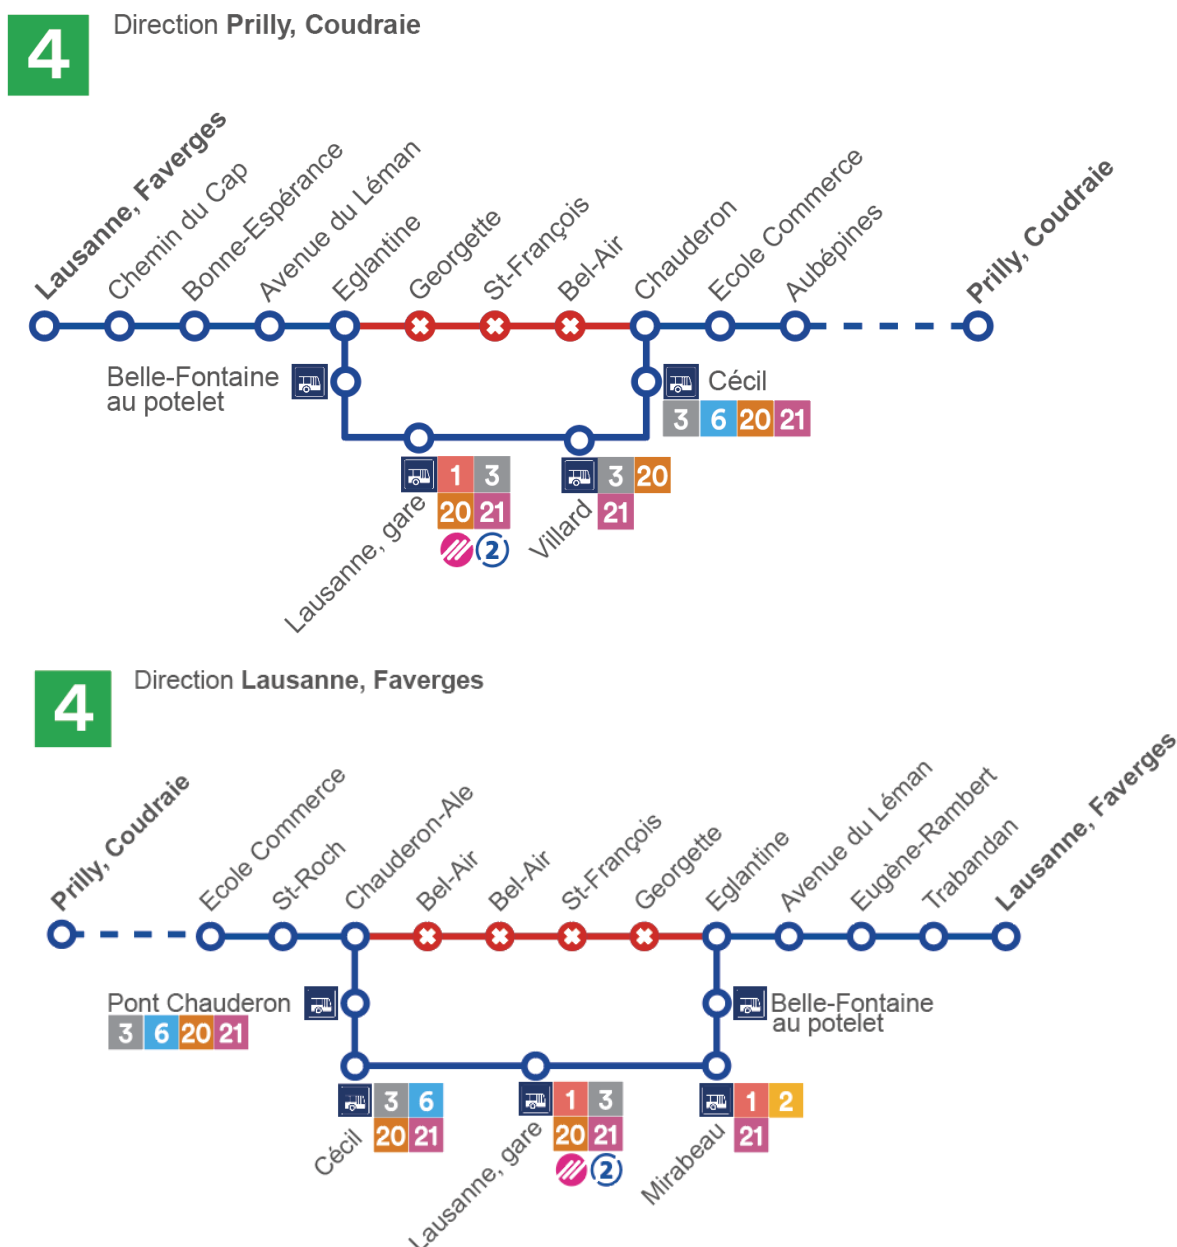 4
Direction Prilly, Coudraie
Lausanne, Faverges
Chemin du Cap
Bonne-Espérance
Avenue du Léman
Eglantine
Georgette
St-François
Bel-Air
Chauderon
Ecole Commerce
Aubépines
Prilly, Coudraie
Belle-Fontaine
au potelet
Cécil
3 6 20 21
1 3
20 21
2
Lausanne, gare
3 20
21
Villard
4
Direction Lausanne, Faverges
Prilly, Coudraie
Ecole Commerce
St-Roch
Chauderon-Ale
Bel-Air
Bel-Air
St-François
Georgette
Eglantine
Avenue du Léman
Eugène-Rambert
Trabandan
Lausanne, Faverges
Pont Chauderon
3 6 20 21
Belle-Fontaine
au potelet
3 6
20 21
Cécil
1 3
20 21
2
Lausanne, gare
1 2
21
Mirabeau